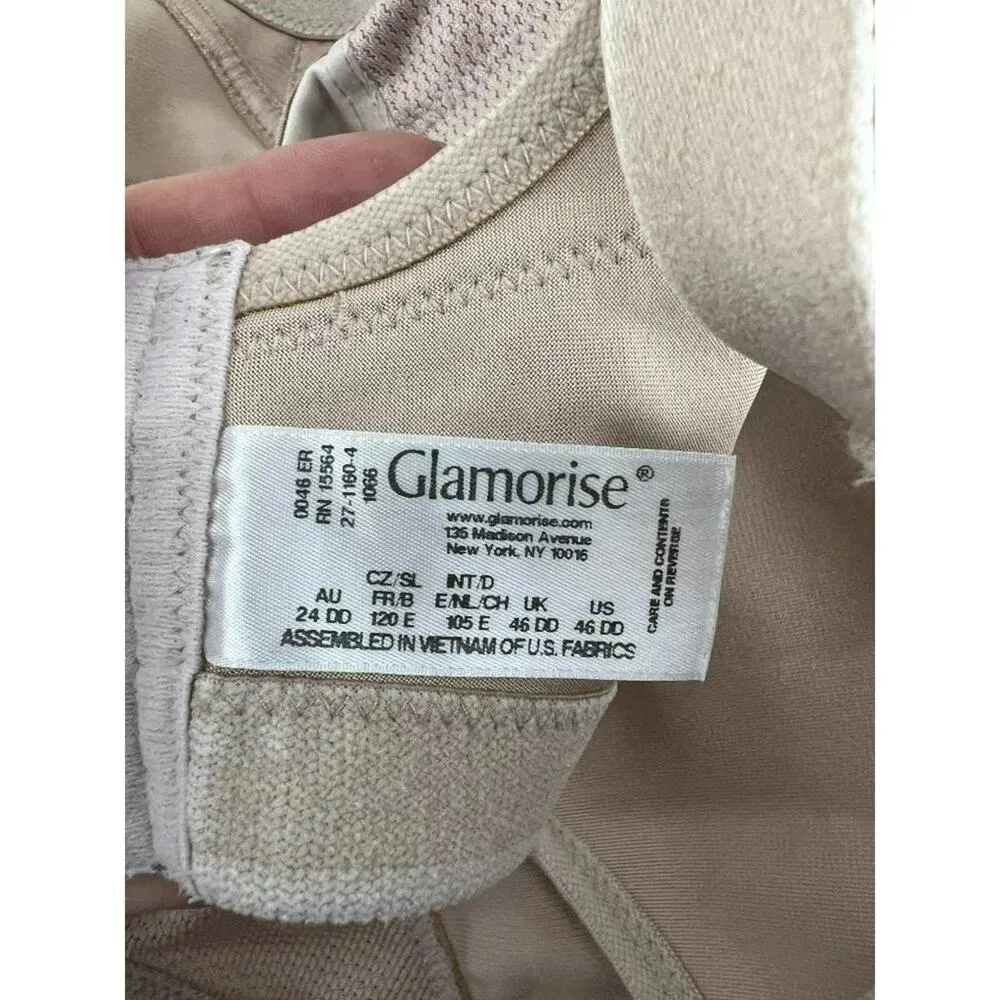 0046 ER
RN 15564
27-1160-4
1066
Glamorise®
www.glamorise.com
135 Madison Avenue
New York, NY 10016
CARE AND CONTENTS
ON REVERSE
CZ/SL INT/D
AU FR/B E/NL/CH UK US
24 DD 120 E 105 E 46 DD 46 DD
ASSEMBLED IN VIETNAM OF U.S. FABRICS